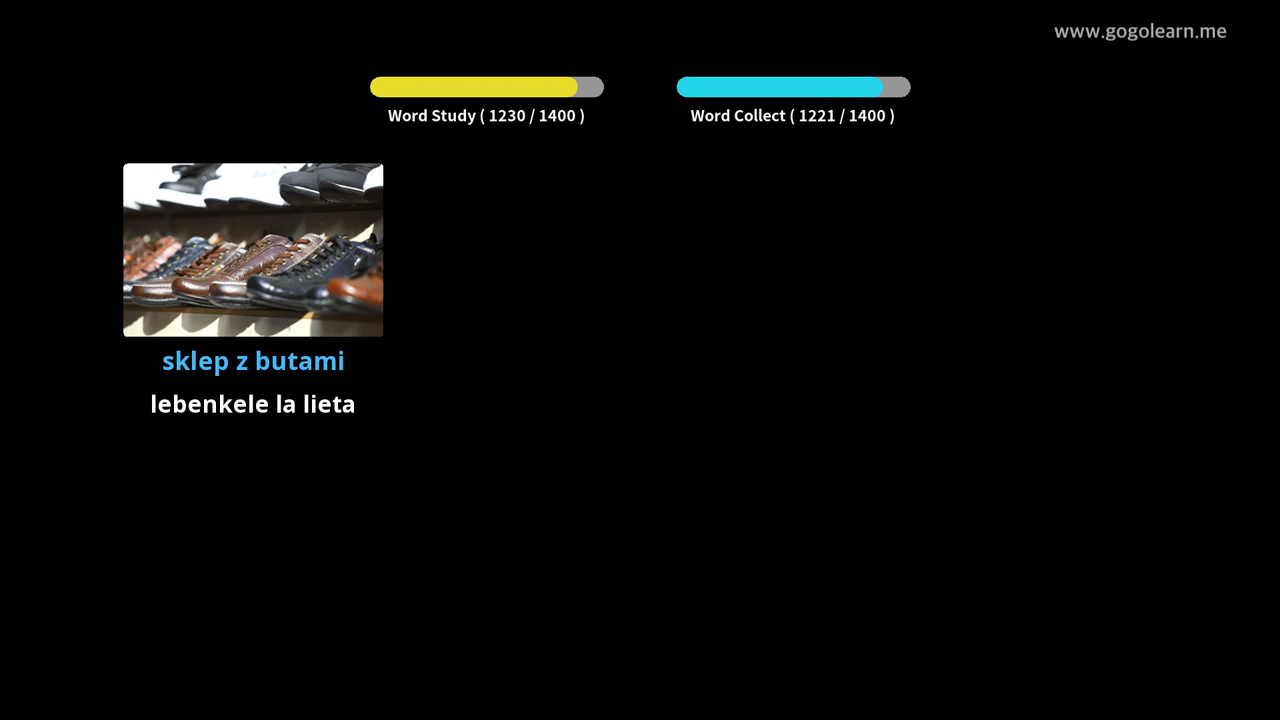 www.gogolearn.me
Word Study ( 1230 / 1400 )
Word Collect ( 1221 / 1400 )
sklep z butami
lebenkele la lieta